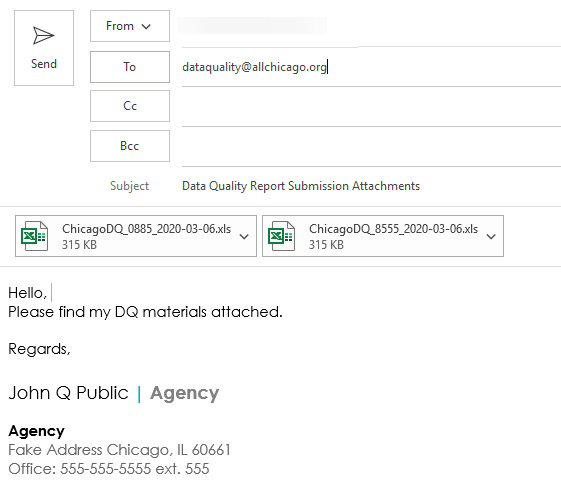 From
Send
To
dataquality@allchicago.org
Cc
Bcc
Subject
Data Quality Report Submission Attachments
ChicagoDQ_0885_2020-03-06.xls
315 KB
ChicagoDQ_8555_2020-03-06.xls
315 KB
Hello,
Please find my DQ materials attached.
Regards,
John Q Public | Agency
Agency
Fake Address Chicago, IL 60661
Office: 555-555-5555 ext. 555